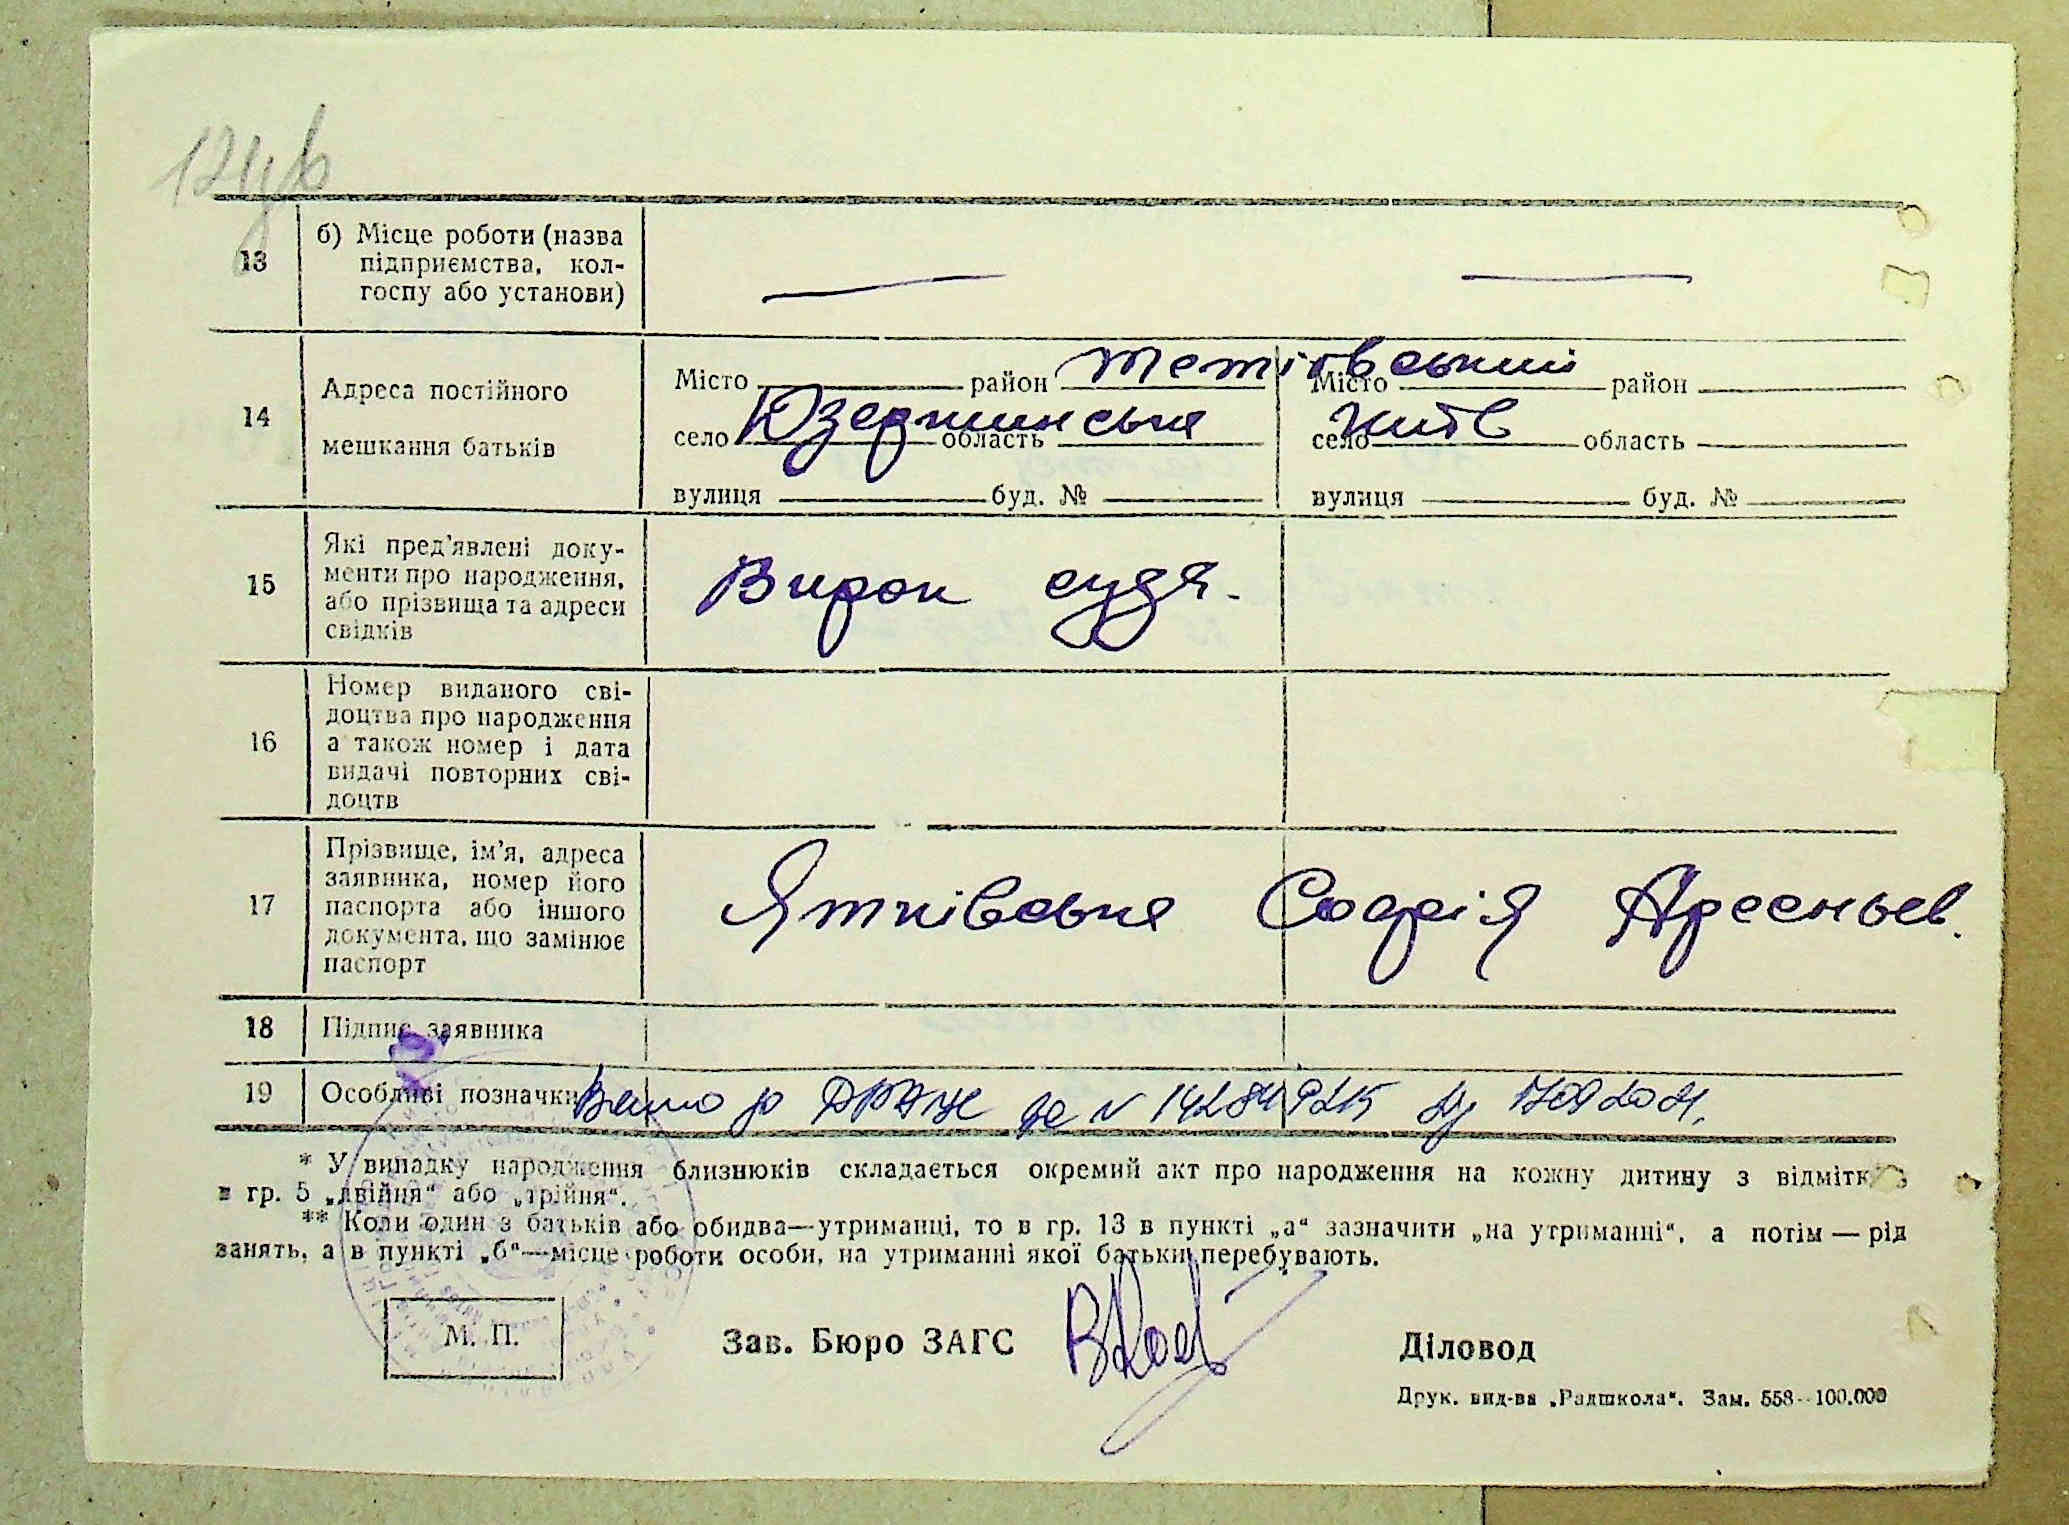 13
б) Місце роботи (назва
підприємства, кол-
госпу або установи)
14
Адреса постійного
мешкання батьків
Місто район Тетіївський Місто район
село Дзержинська область село Київ область
вулиця буд. № вулиця буд. №
15
Які пред'явлені доку-
менти про народження,
або прізвища та адреси
свідків
Вирок суда.
16
Номер виданого сві-
доцтва про народження
а також номер і дата
видачі повторних сві-
доцтв
17
Прізвище, ім'я, адреса
заявника, номер його
паспорта або іншого
документа, що замінює
паспорт
Ятківська Софія Арсеньев.
18
Підпис заявника
19
Особливі позначки
* У випадку народження близнюків складається окремий акт про народження на кожну дитину з відмітк
в гр. 5 „двійня“ або „трійня“.
** Коли один з батьків або обидва—утриманці, то в гр. 13 в пункті „а“ зазначити „на утриманні“, а потім — рід
занять, а в пункті „б“—місце роботи особи, на утриманні якої батьки перебувають.
М. П.
Зав. Бюро ЗАГС
Діловод
Друк. вид-ва „Радшкола“. Зам. 558--100.000